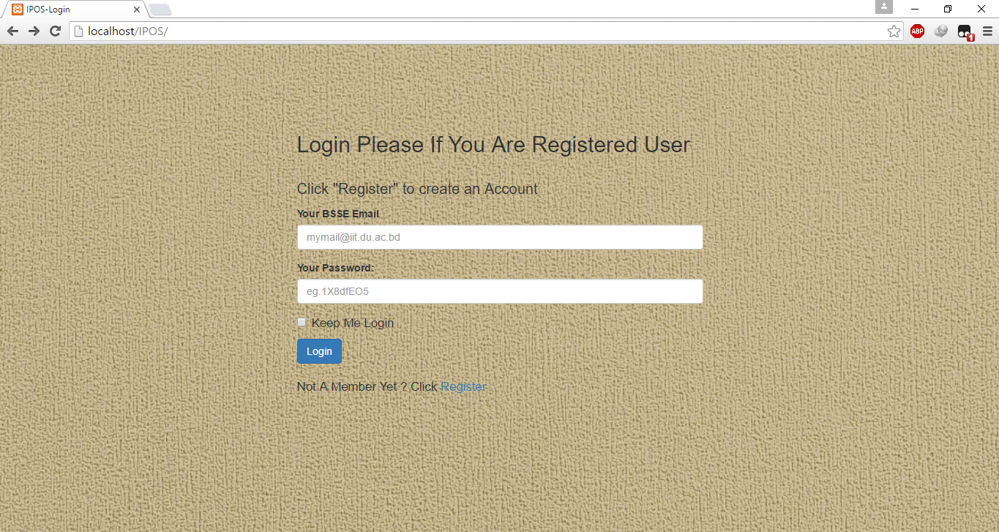 IPOS-Login
localhost/IPOS/
ABP
1
Login Please If You Are Registered User
Click "Register" to create an Account
Your BSSE Email
mymail@iit.du.ac.bd
Your Password:
eg.1X8dfEO5
Keep Me Login
Login
Not A Member Yet ? Click Register